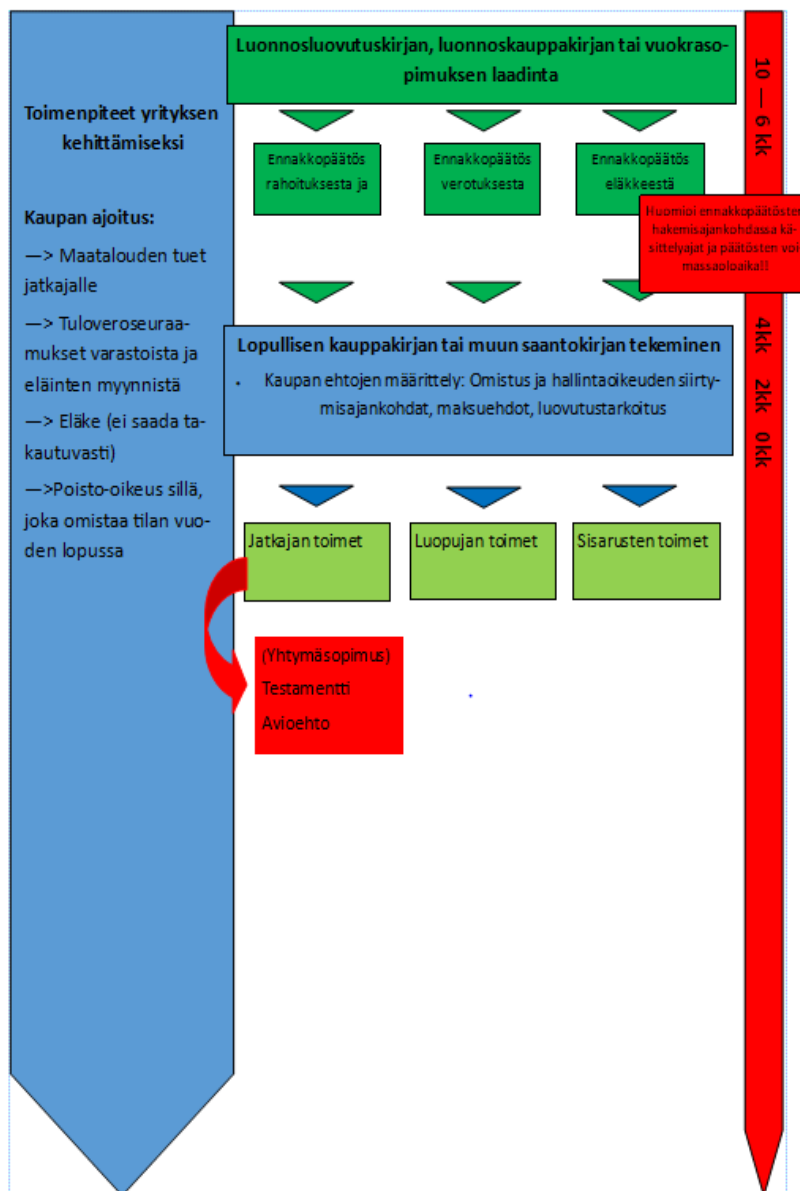 Toimenpiteet yrityksen
kehittämiseksi
Kaupan ajoitus:
—> Maatalouden tuet
jatkajalle
—> Tuloveroseuraa-
mukset varastoista ja
eläinten myynnistä
—> Eläke (ei saada ta-
kautuvasti)
—>Poisto-oikeus sillä,
joka omistaa tilan vuo-
den lopussa
Luonnosluovutuskirjan, luonnoskauppakirjan tai vuokraso-
pimuksen laadinta
Ennakkopäätös
rahoituksesta ja
Ennakkopäätös
verotuksesta
Ennakkopäätös
eläkkeestä
Huomioi ennakkopäätösten
hakemisajankohdassa kä-
sittelyajat ja päätösten voi-
massaoloaika!!
Lopullisen kauppakirjan tai muun saantokirjan tekeminen
• Kaupan ehtojen määrittely: Omistus ja hallintaoikeuden siirty-
misajankohdat, maksuehdot, luovutustarkoitus
Jatkajan toimet
Luopujan toimet
Sisarusten toimet
(Yhtymäsopimus)
Testamentti
Avioehto
10 — 6 kk
4kk 2kk 0kk